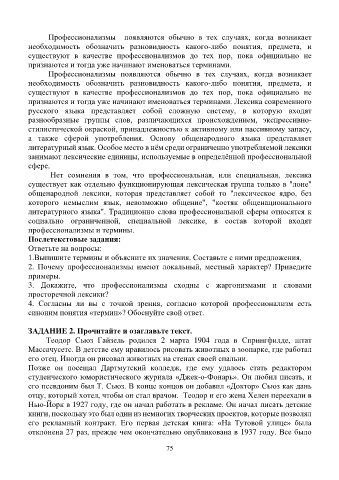 Профессионализмы появляются обычно в тех случаях, когда возникает
необходимость обозначить разновидность какого-либо понятия, предмета, и
существуют в качестве профессионализмов до тех пор, пока официально не
признаются и тогда уже начинают именоваться терминами.
Профессионализмы появляются обычно в тех случаях, когда возникает
необходимость обозначить разновидность какого-либо понятия, предмета, и
существуют в качестве профессионализмов до тех пор, пока официально не
признаются и тогда уже начинают именоваться терминами. Лексика современного
русского языка представляет собой сложную систему, в которую входят
разнообразные группы слов, различающихся происхождением, экспрессивно-
стилистической окраской, принадлежностью к активному или пассивному запасу,
а также сферой употребления. Основу общенародного языка представляет
литературный язык. Особое место в нём среди ограниченно употребляемой лексики
занимают лексические единицы, используемые в определённой профессиональной
сфере.
Нет сомнения в том, что профессиональная, или специальная, лексика
существует как отдельно функционирующая лексическая группа только в "лоне"
общенародной лексики, которая представляет собой то "лексическое ядро, без
которого немыслим язык, невозможно общение", "костяк общенационального
литературного языка". Традиционно слова профессиональной сферы относятся к
социально ограниченной, специальной лексике, в состав которой входят
профессионализмы и термины.
Послетекстовые задания:
Ответьте на вопросы:
1.Выпишите термины и объясните их значения. Составьте с ними предложения.
2. Почему профессионализмы имеют локальный, местный характер? Приведите
примеры.
3. Докажите, что профессионализмы сходны с жаргонизмами и словами
просторечной лексики?
4. Согласны ли вы с точкой зрения, согласно которой профессионализм есть
синоним понятия «термин»? Обоснуйте свой ответ.
ЗАДАНИЕ 2. Прочитайте и озаглавьте текст.
Теодор Сьюз Гайзель родился 2 марта 1904 года в Спрингфилде, штат
Массачусетс. В детстве ему нравилось рисовать животных в зоопарке, где работал
его отец. Иногда он рисовал животных на стенах своей спальни.
Позже он посещал Дартмутский колледж, где ему удалось стать редактором
студенческого юмористического журнала «Джек-о-Фонарь». Он любил писать, и
его псевдоним был Т. Сьюз. В конце концов он добавил «Доктор» Сьюз как дань
отцу, который хотел, чтобы он стал врачом. Теодор и его жена Хелен переехали в
Нью-Йорк в 1927 году, где он начал работать в рекламе. Он начал писать детские
книги, поскольку это был один из немногих творческих проектов, которые позволял
его рекламный контракт. Его первая детская книга: «На Тутовой улице» была
отклонена 27 раз, прежде чем окончательно опубликована в 1937 году. Все было
75